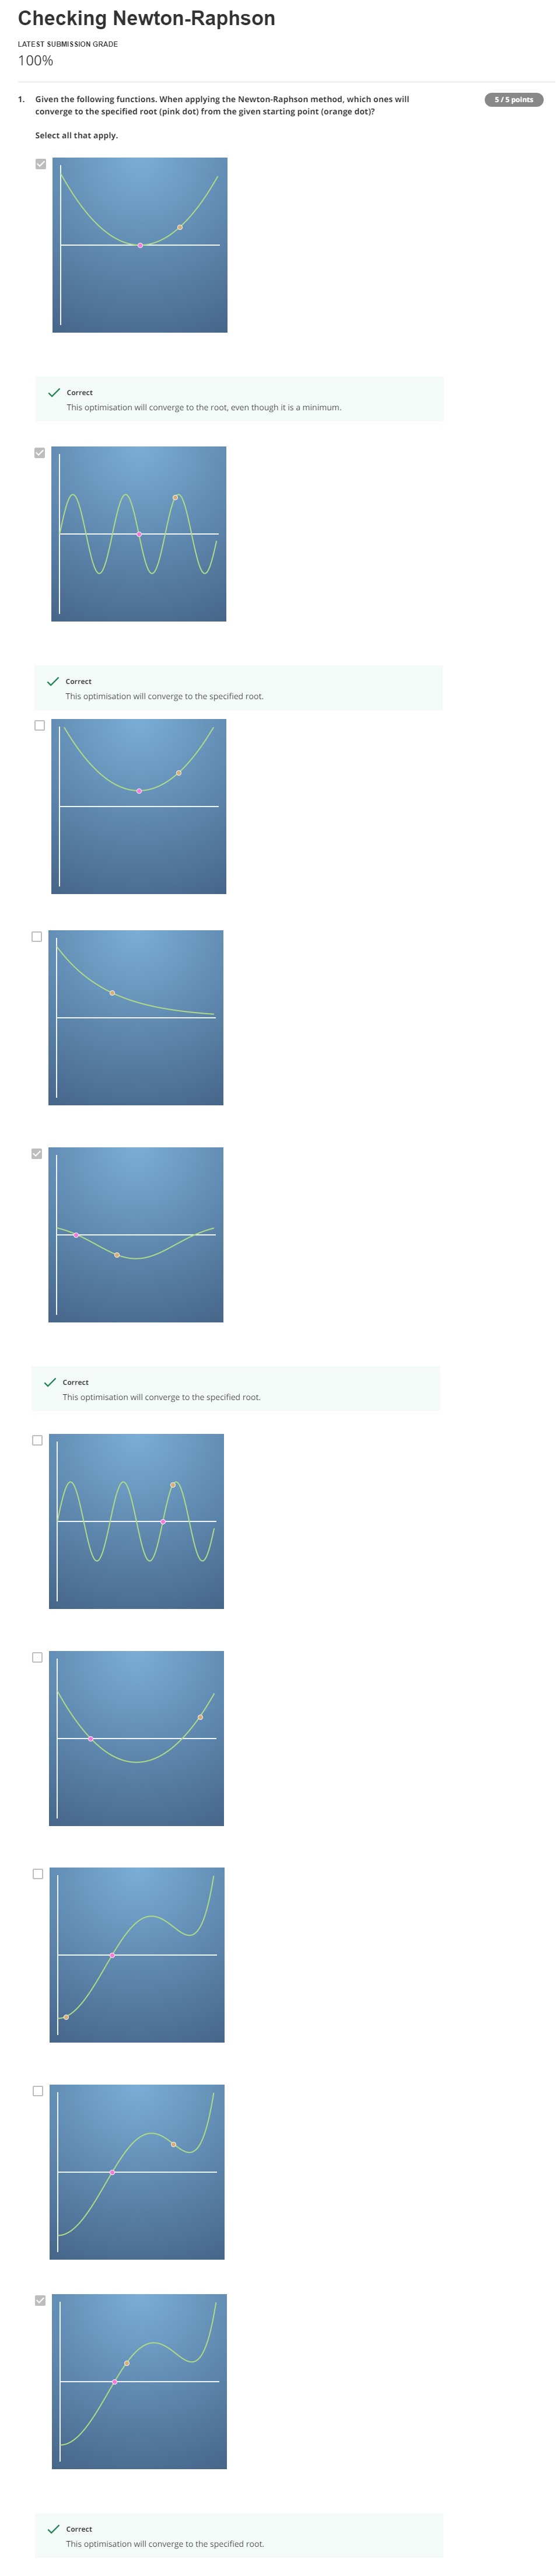 Checking Newton-Raphson
LATEST SUBMISSION GRADE
100%
1. Given the following functions. When applying the Newton-Raphson method, which ones will
converge to the specified root (pink dot) from the given starting point (orange dot)?
5 / 5 points
Select all that apply.
Correct
This optimisation will converge to the root, even though it is a minimum.
Correct
This optimisation will converge to the specified root.
Correct
This optimisation will converge to the specified root.
Correct
This optimisation will converge to the specified root.